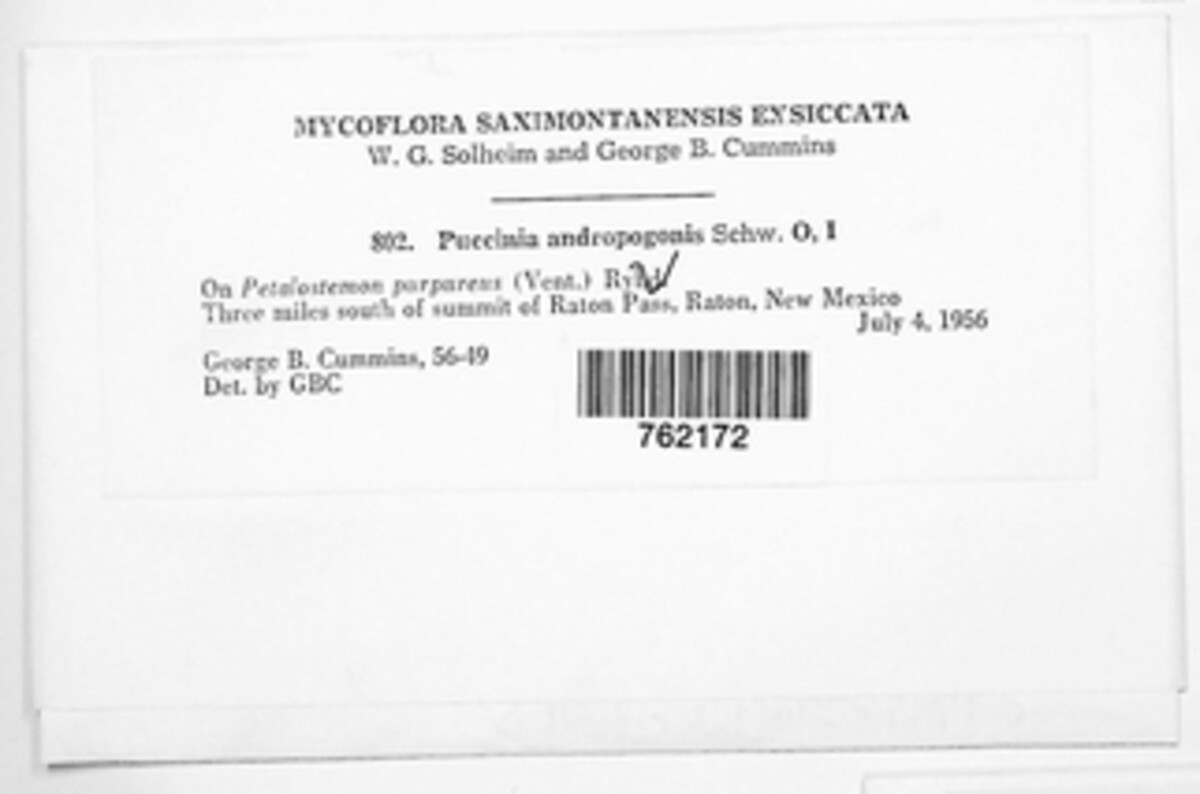 MYCOFLORA SAXIMONTANENSIS EXSICCATA
W. G. Solheim and George B. Cummins
802. Puccinia andropogonis Schw. O, I
On Petalostemon purpureus (Vent.)
Three miles south of summit of Raton Pass, Raton, New Mexico
July 4, 1956
George B. Cummins, 56-49
Det. by GBC
762172